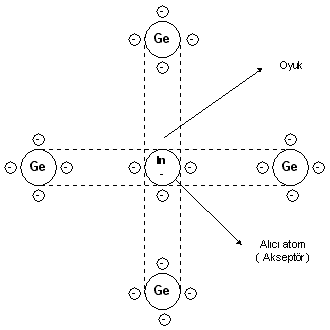 Ge
Oyuk
Ge
In
-
Ge
Alıcı atom
( Akseptör )
Ge